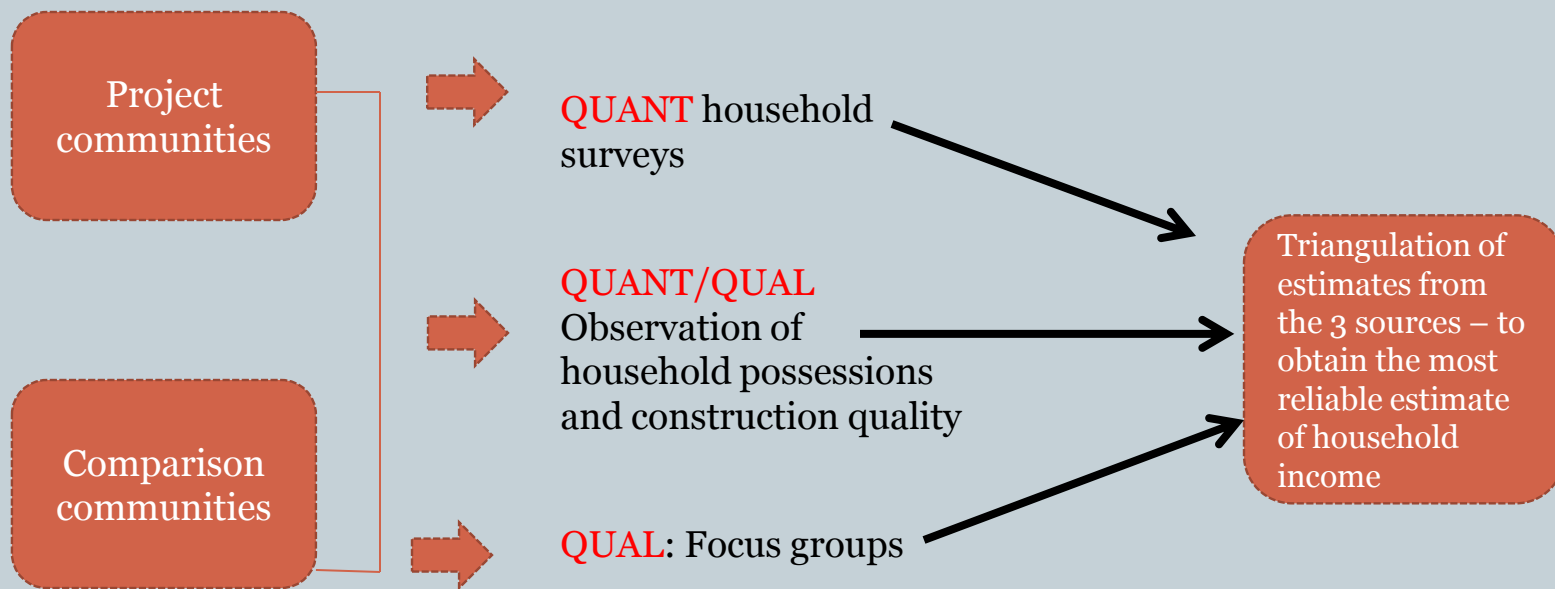 Project
communities
QUANT household
surveys
QUANT/QUAL
Observation of
household possessions
and construction quality
Comparison
communities
QUAL: Focus groups
Triangulation of
estimates from
the 3 sources – to
obtain the most
reliable estimate
of household
income